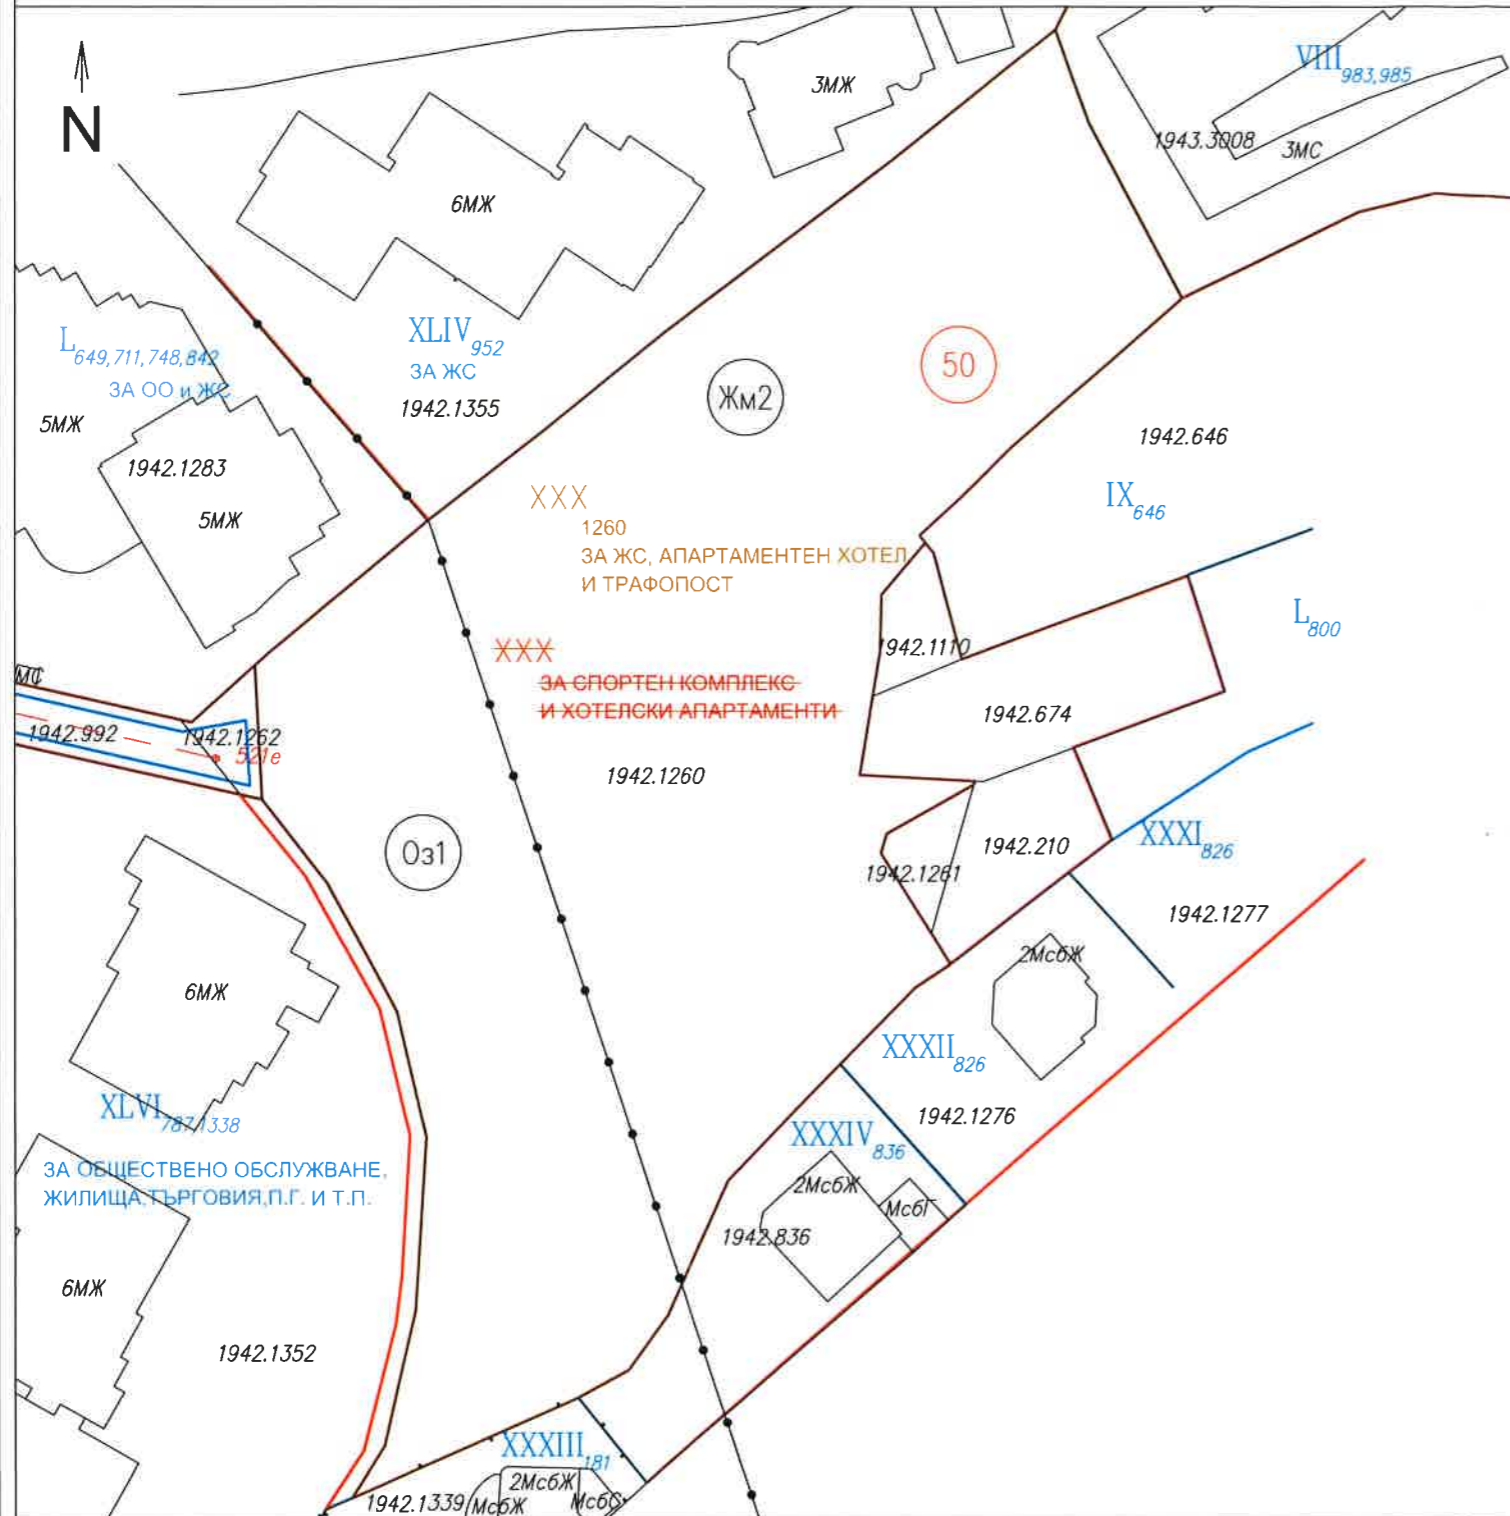 N
3МЖ
VIII 983,985
1943.3008
3МС
6МЖ
L 649,711,748,842
ЗА ОО и ЖС
XLIV 952
ЗА ЖС
1942.1355
Жм2
50
5МЖ
1942.1283
5МЖ
1942.646
IX 646
XXX
1260
ЗА ЖС, АПАРТАМЕНТЕН ХОТЕЛ
И ТРАФОПОСТ
XXX
ЗА СПОРТЕН КОМПЛЕКС
И ХОТЕЛСКИ АПАРТАМЕНТИ
L 800
1942.1110
МС
1942.674
1942.992
1942.1262
521е
1942.1260
Оз1
1942.210
XXXI 826
1942.1261
1942.1277
2МсбЖ
6МЖ
XXXII 826
1942.1276
XLVI 787,1338
XXXIV 836
ЗА ОБЩЕСТВЕНО ОБСЛУЖВАНЕ,
ЖИЛИЩА,ТЪРГОВИЯ,П.Г. И Т.П.
2МсбЖ
МсбГ
1942.836
6МЖ
1942.1352
XXXIII 181
2МсбЖ
1942.1339
МсбЖ
МсбС